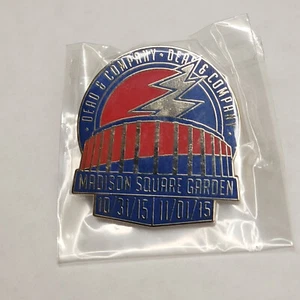 · DEAD & COMPANY · DEAD & COMPANY ·
MADISON SQUARE GARDEN
10/31/15 11/01/15